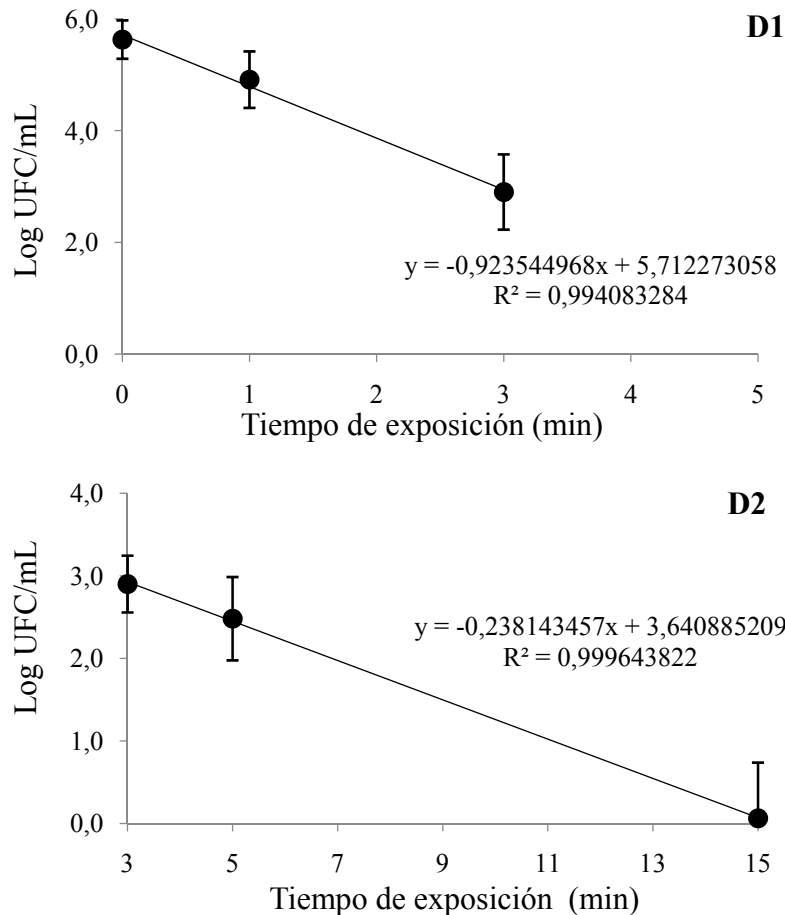 D1
6,0
4,0
2,0
0,0
Log UFC/mL
y = -0,923544968x + 5,712273058
R² = 0,994083284
0 1 2 3 4 5
Tiempo de exposición (min)
D2
4,0
3,0
2,0
1,0
0,0
Log UFC/mL
y = -0,238143457x + 3,640885209
R² = 0,999643822
3 5 7 9 11 13 15
Tiempo de exposición (min)